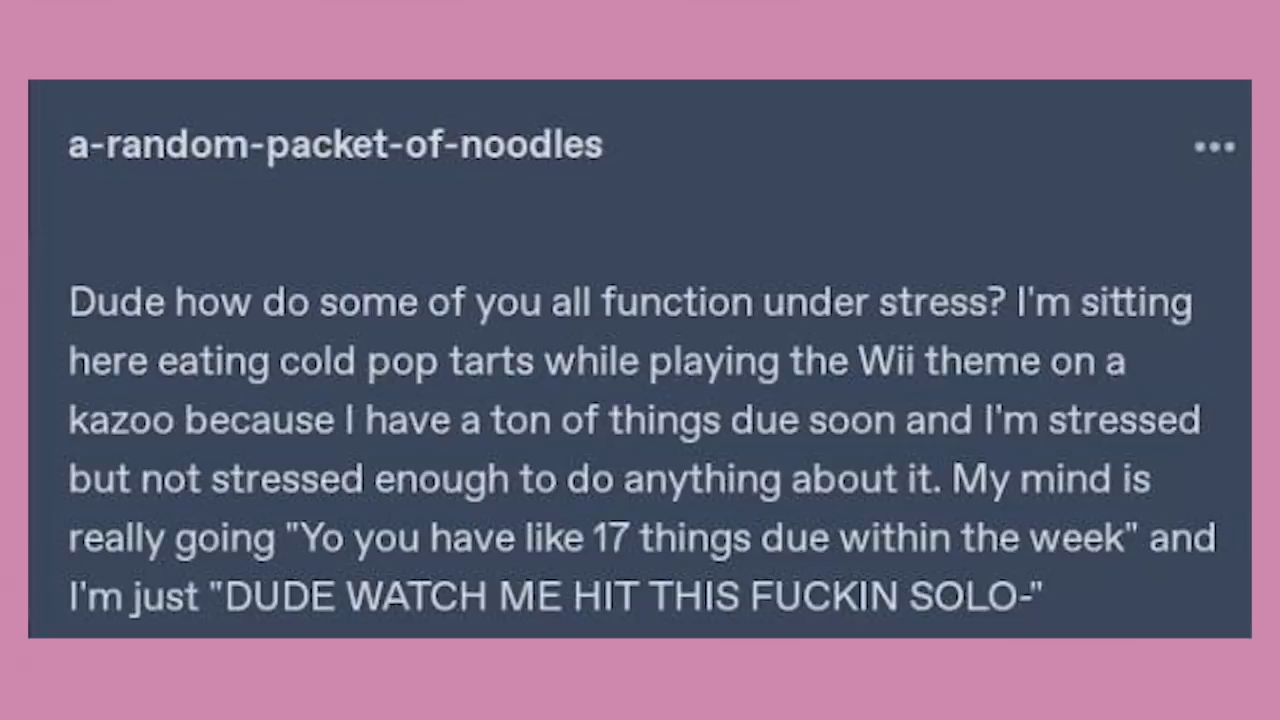 a-random-packet-of-noodles
Dude how do some of you all function under stress? I'm sitting
here eating cold pop tarts while playing the Wii theme on a
kazoo because I have a ton of things due soon and I'm stressed
but not stressed enough to do anything about it. My mind is
really going "Yo you have like 17 things due within the week" and
I'm just "DUDE WATCH ME HIT THIS FUCKIN SOLO-"